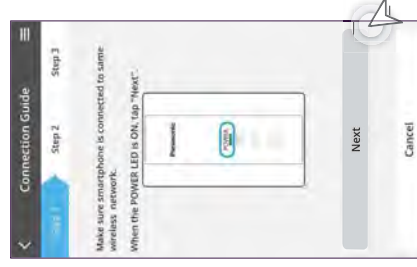 Connection Guide
Step 1
Step 2
Step 3
Make sure smartphone is connected to same
wireless network.
When the POWER LED is ON, tap "Next".
Panasonic
POWER
Next
Cancel